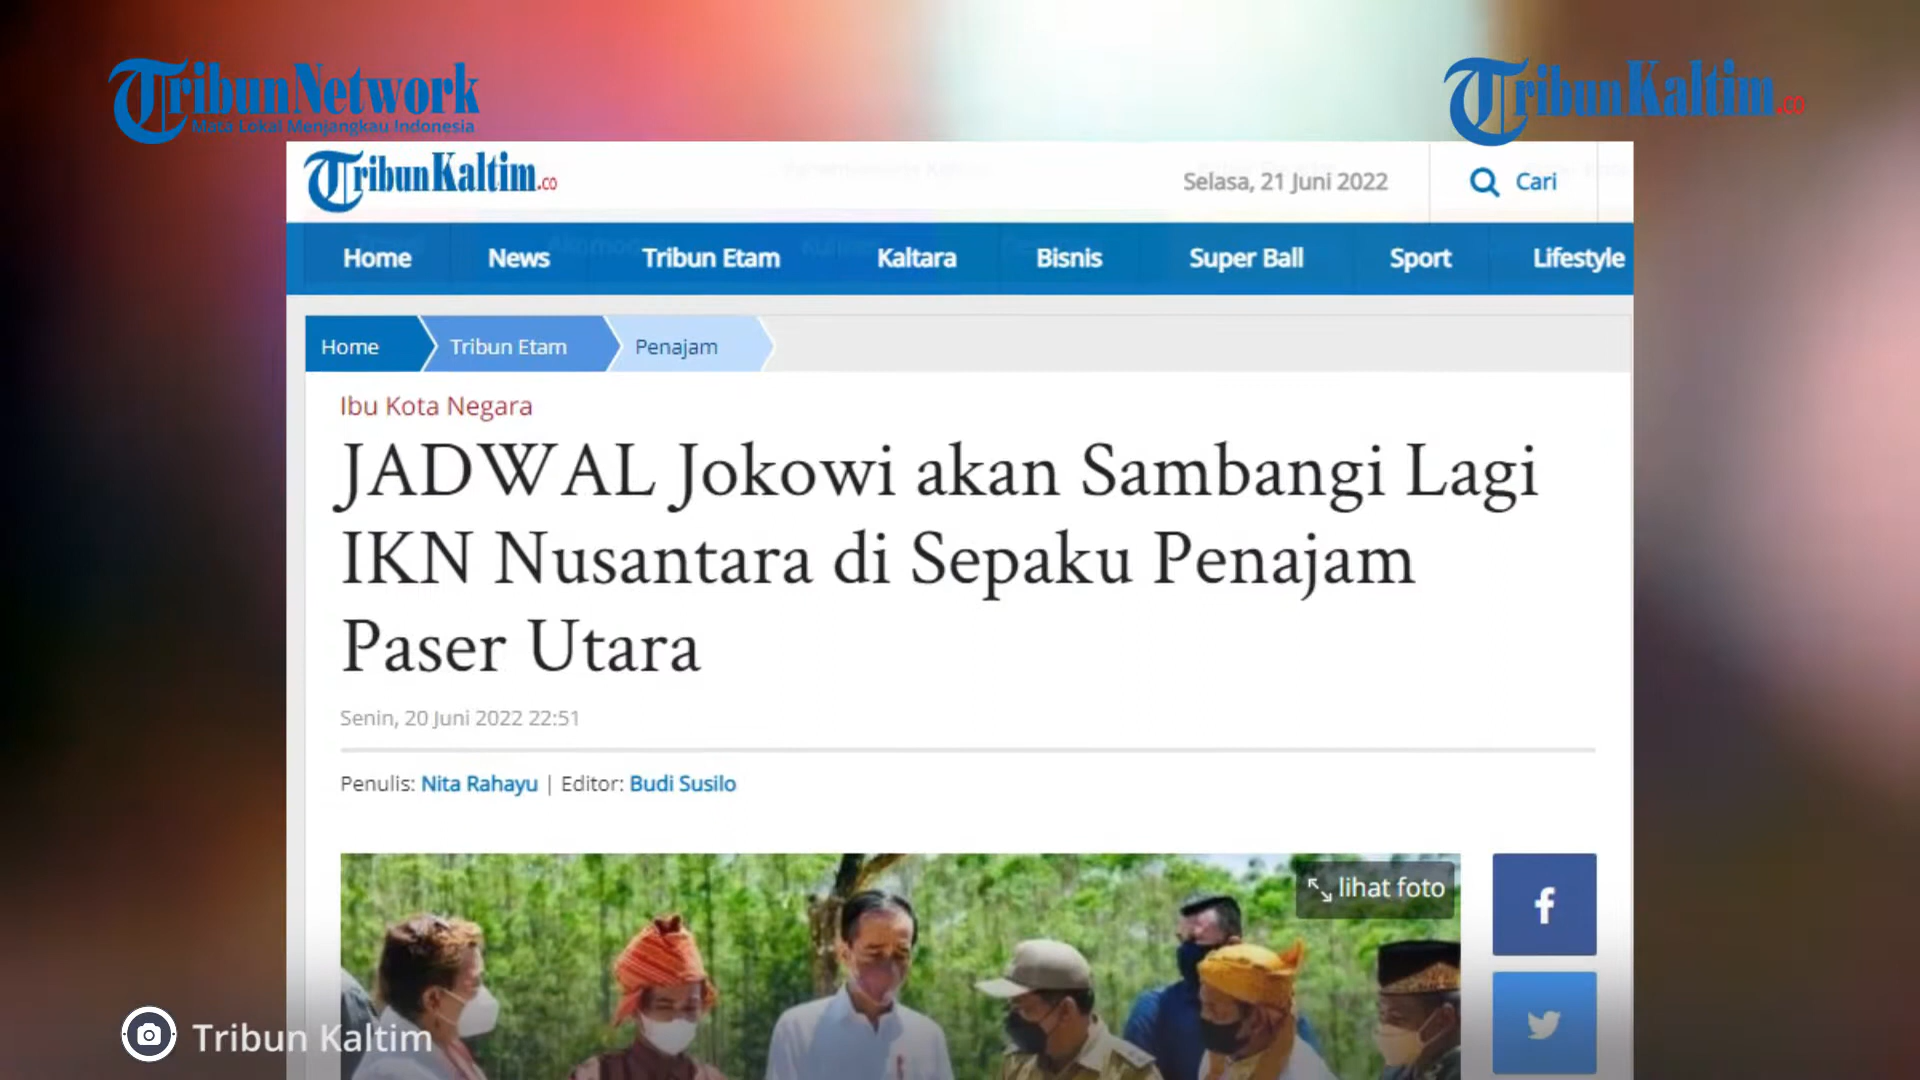 TribunNetwork
Mata Lokal Menjangkau Indonesia
TribunKaltim.co
TribunKaltim.co
Selasa, 21 Juni 2022
Cari
Home
News
Tribun Etam
Kaltara
Bisnis
Super Ball
Sport
Lifestyle
Home
Tribun Etam
Penajam
Ibu Kota Negara
JADWAL Jokowi akan Sambangi Lagi
IKN Nusantara di Sepaku Penajam
Paser Utara
Senin, 20 Juni 2022 22:51
Penulis: Nita Rahayu | Editor: Budi Susilo
lihat foto
f
Tribun Kaltim